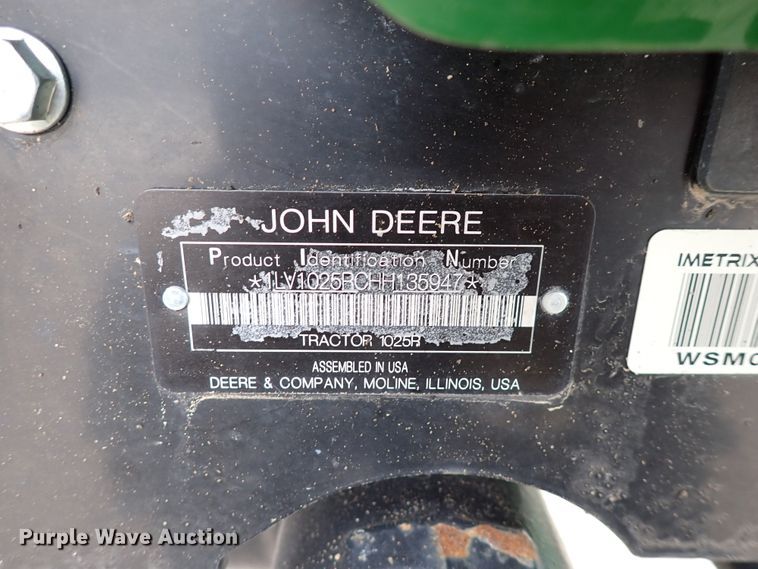 JOHN DEERE
Product Identification Number
*1LV1025RCHH135947*
TRACTOR 1025R
ASSEMBLED IN USA
DEERE & COMPANY, MOLINE, ILLINOIS, USA
IMETRIX
WSM
Purple Wave Auction